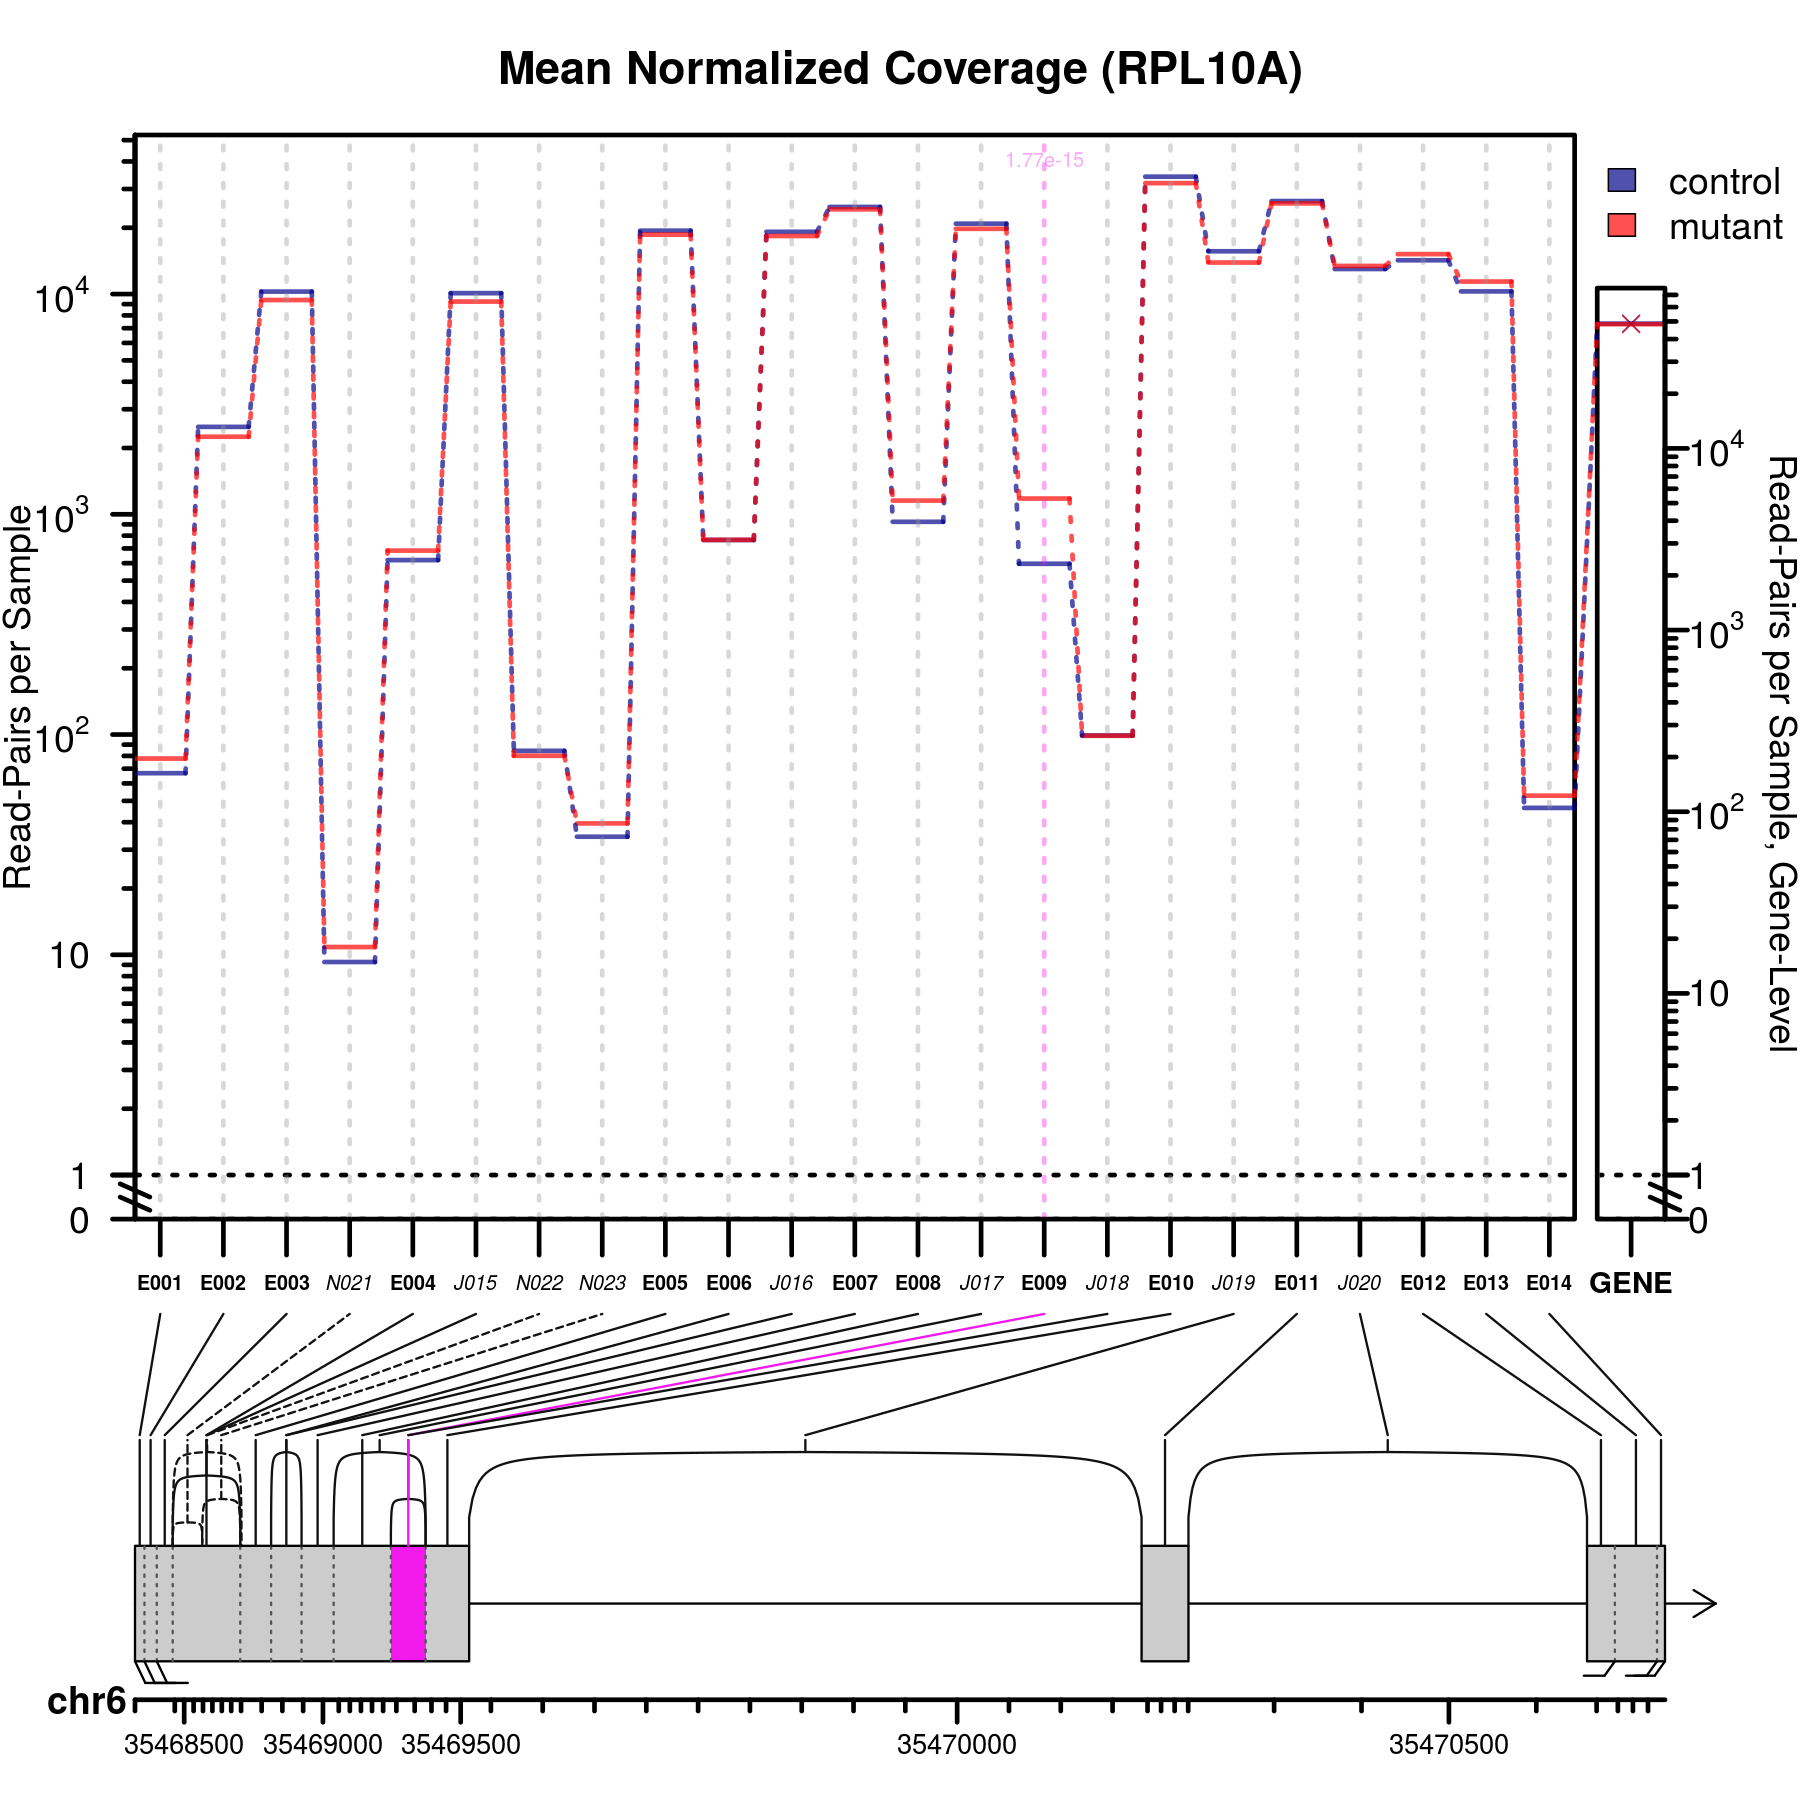 Mean Normalized Coverage (RPL10A)
1.77e-15
control
mutant
Read-Pairs per Sample
10^4
10^3
10^2
10
1
0
Read-Pairs per Sample, Gene-Level
10^4
10^3
10^2
10
1
0
E001 E002 E003 N021 E004 J015 N022 N023 E005 E006 J016 E007 E008 J017 E009 J018 E010 J019 E011 J020 E012 E013 E014 GENE
chr6
35468500 35469000 35469500 35470000 35470500